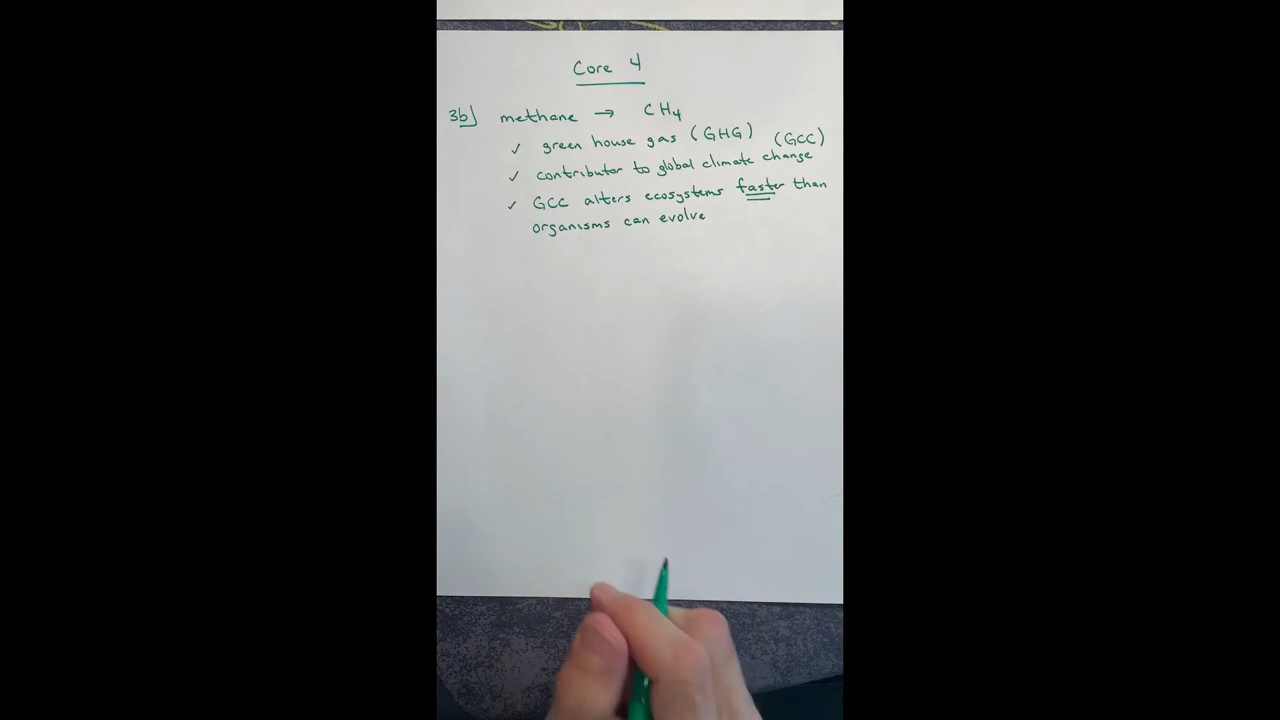 Core 4
3b) methane → CH4
✓ green house gas (GHG) (GCC)
✓ contributor to global climate change
✓ GCC alters ecosystems faster than
organisms can evolve